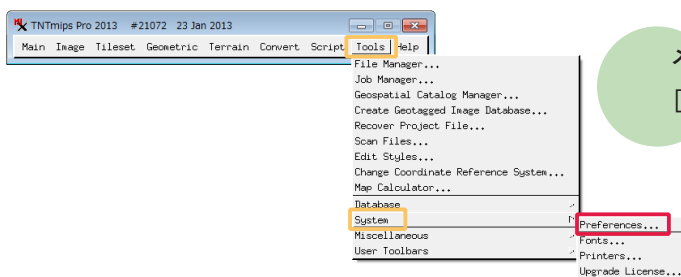 TNTmips Pro 2013 #21072 23 Jan 2013
Main Image Tileset Geometric Terrain Convert Script Tools Help
File Manager...
Job Manager...
Geospatial Catalog Manager...
Create Geotagged Image Database...
Recover Project File...
Scan Files...
Edit Styles...
Change Coordinate Reference System...
Map Calculator...
Database
System
Miscellaneous
User Toolbars
Preferences...
Fonts...
Printers...
Upgrade License...